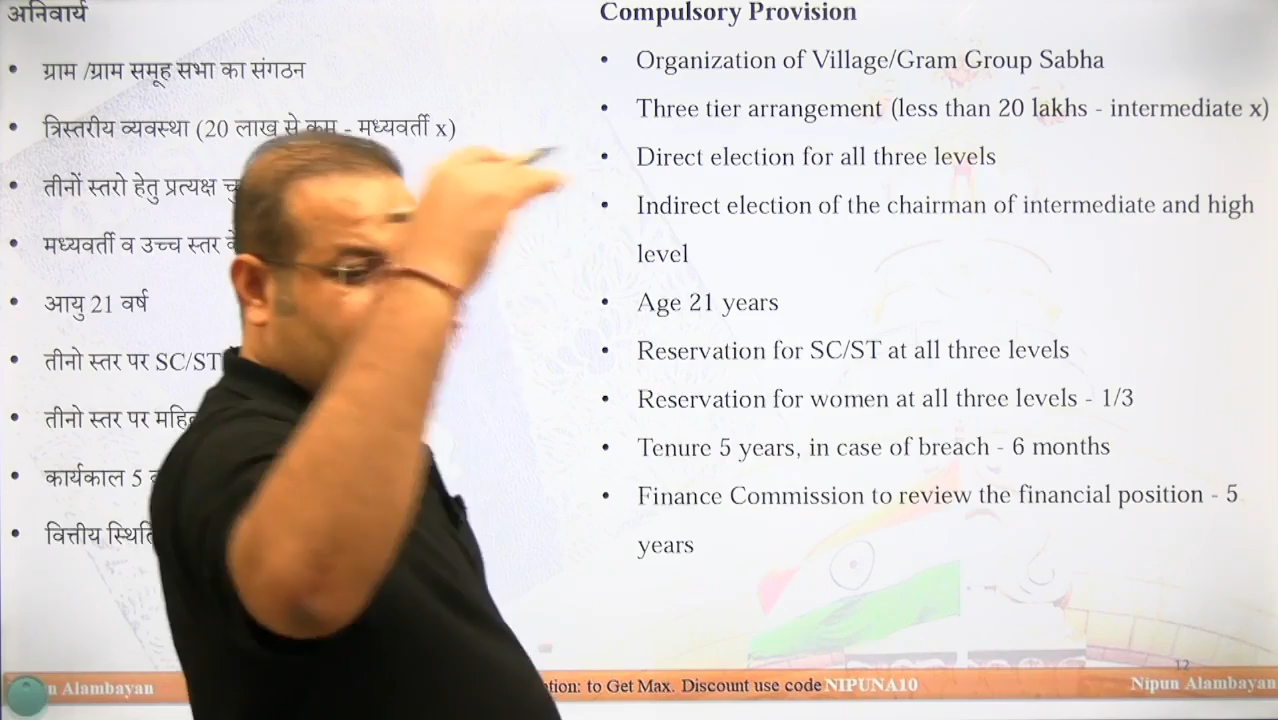 अनिवार्य
• ग्राम /ग्राम समूह सभा का संगठन
• त्रिस्तरीय व्यवस्था (20 लाख से कम - मध्यवर्ती x)
• तीनों स्तरो हेतु प्रत्यक्ष
• मध्यवर्ती व उच्च स्तर
• आयु 21 वर्ष
• तीनो स्तर पर SC/ST
• तीनो स्तर पर
• कार्यकाल 5
• वित्तीय
Compulsory Provision
• Organization of Village/Gram Group Sabha
• Three tier arrangement (less than 20 lakhs - intermediate x)
• Direct election for all three levels
• Indirect election of the chairman of intermediate and high
level
• Age 21 years
• Reservation for SC/ST at all three levels
• Reservation for women at all three levels - 1/3
• Tenure 5 years, in case of breach - 6 months
• Finance Commission to review the financial position - 5
years
12
Alambayan
to Get Max. Discount use code NIPUNA10
Nipun Alambayan